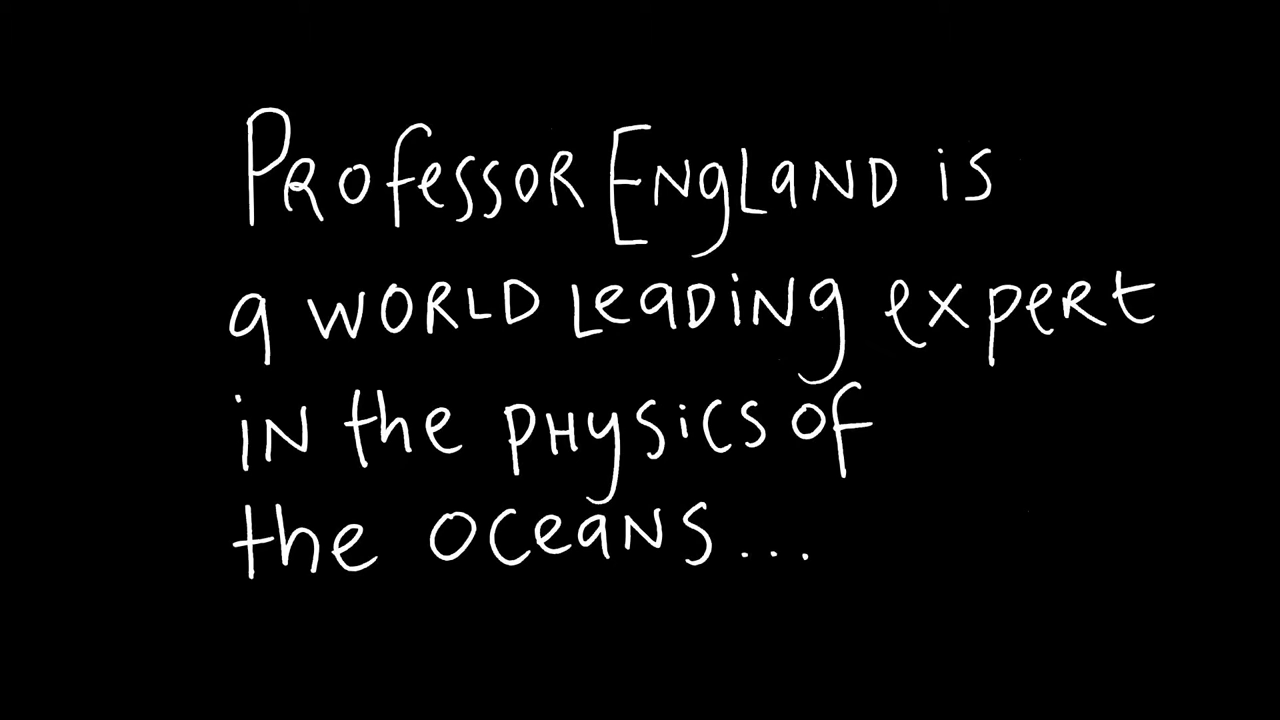 Professor England is
a world leading expert
in the physics of
the oceans...